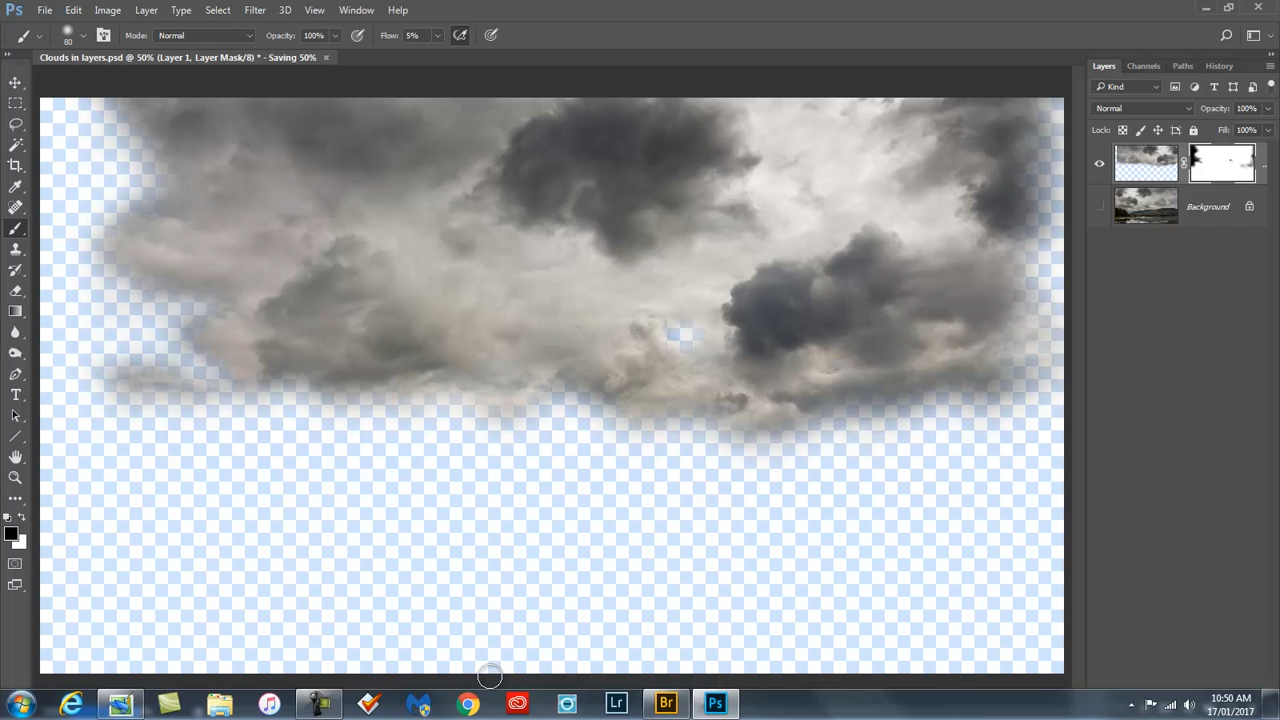 Ps File Edit Image Layer Type Select Filter 3D View Window Help
80 Mode: Normal Opacity: 100% Flow: 5%
Clouds in layers.psd @ 50% (Layer 1, Layer Mask/8) * - Saving 50% ×
Layers Channels Paths History
Kind
Normal Opacity: 100%
Lock: Fill: 100%
Background
Lr Br Ps
10:50 AM
17/01/2017